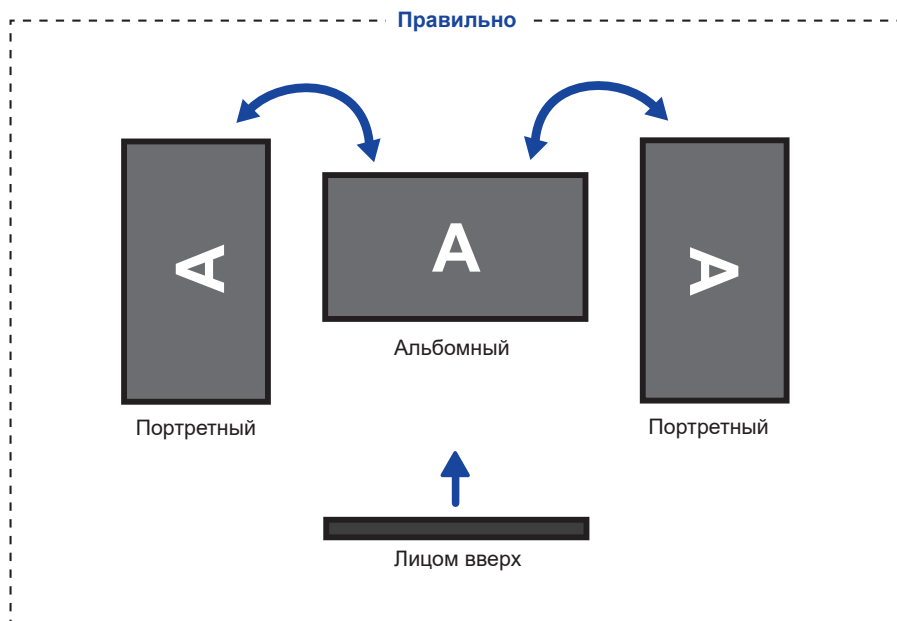 Правильно
A
A
A
Альбомный
Портретный
Портретный
Лицом вверх